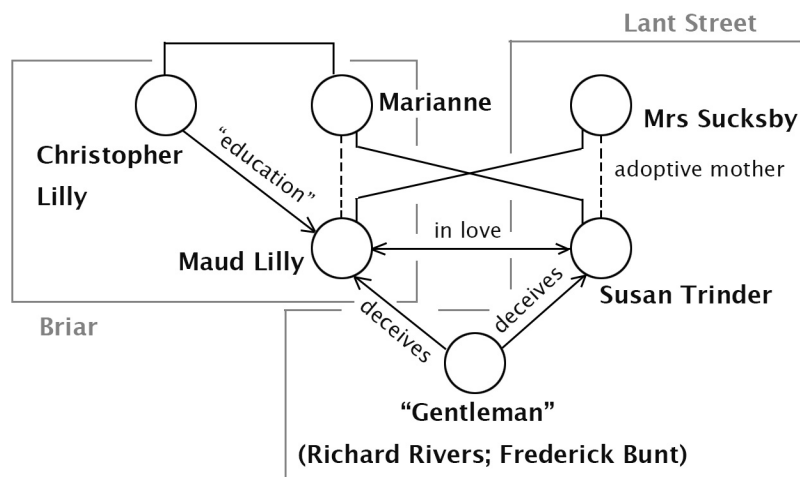 Lant Street
Marianne
Mrs Sucksby
Christopher
Lilly
“education”
adoptive mother
in love
Maud Lilly
Susan Trinder
Briar
deceives
deceives
“Gentleman”
(Richard Rivers; Frederick Bunt)